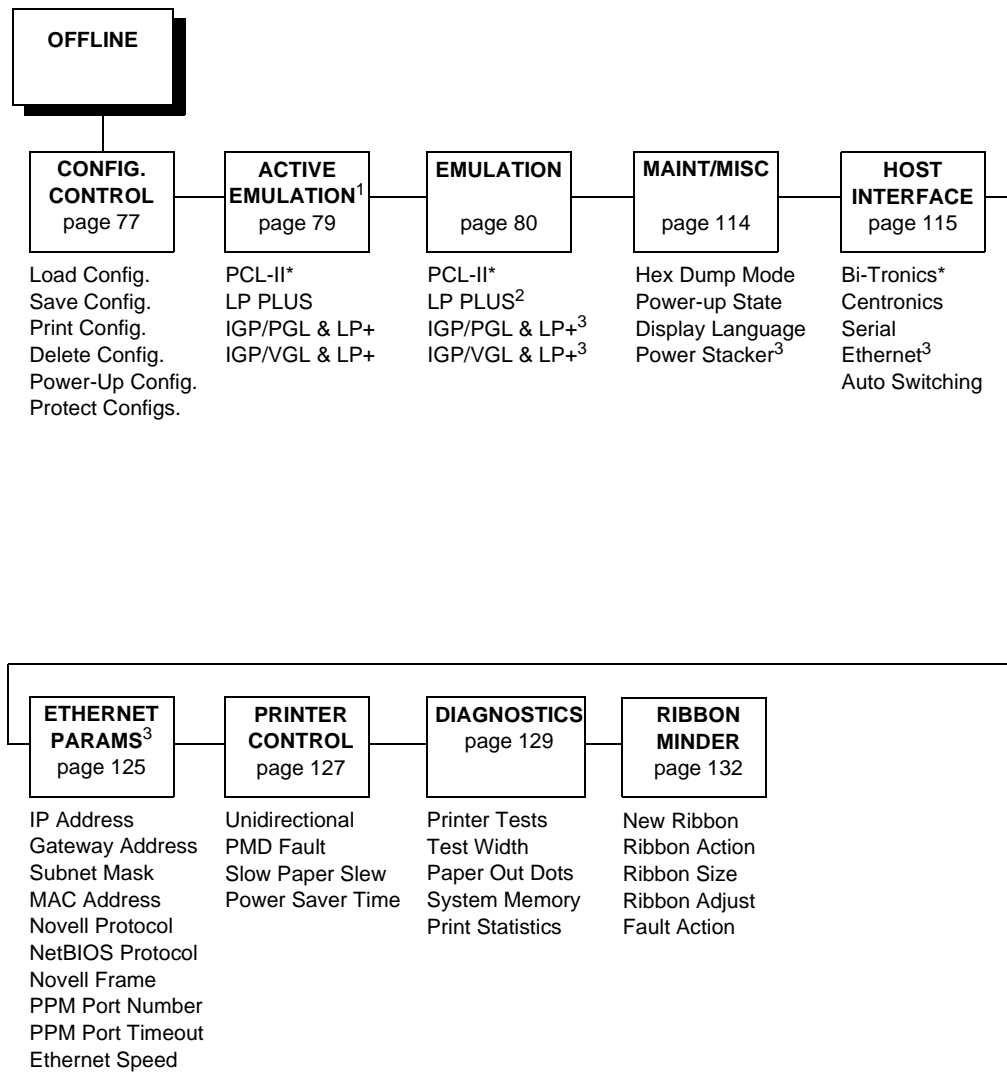 OFFLINE
CONFIG.
CONTROL
page 77
Load Config.
Save Config.
Print Config.
Delete Config.
Power-Up Config.
Protect Configs.
ACTIVE
EMULATION1
page 79
PCL-II*
LP PLUS
IGP/PGL & LP+
IGP/VGL & LP+
EMULATION
page 80
PCL-II*
LP PLUS2
IGP/PGL & LP+3
IGP/VGL & LP+3
MAINT/MISC
page 114
Hex Dump Mode
Power-up State
Display Language
Power Stacker3
HOST
INTERFACE
page 115
Bi-Tronics*
Centronics
Serial
Ethernet3
Auto Switching
ETHERNET
PARAMS3
page 125
IP Address
Gateway Address
Subnet Mask
MAC Address
Novell Protocol
NetBIOS Protocol
Novell Frame
PPM Port Number
PPM Port Timeout
Ethernet Speed
PRINTER
CONTROL
page 127
Unidirectional
PMD Fault
Slow Paper Slew
Power Saver Time
DIAGNOSTICS
page 129
Printer Tests
Test Width
Paper Out Dots
System Memory
Print Statistics
RIBBON
MINDER
page 132
New Ribbon
Ribbon Action
Ribbon Size
Ribbon Adjust
Fault Action